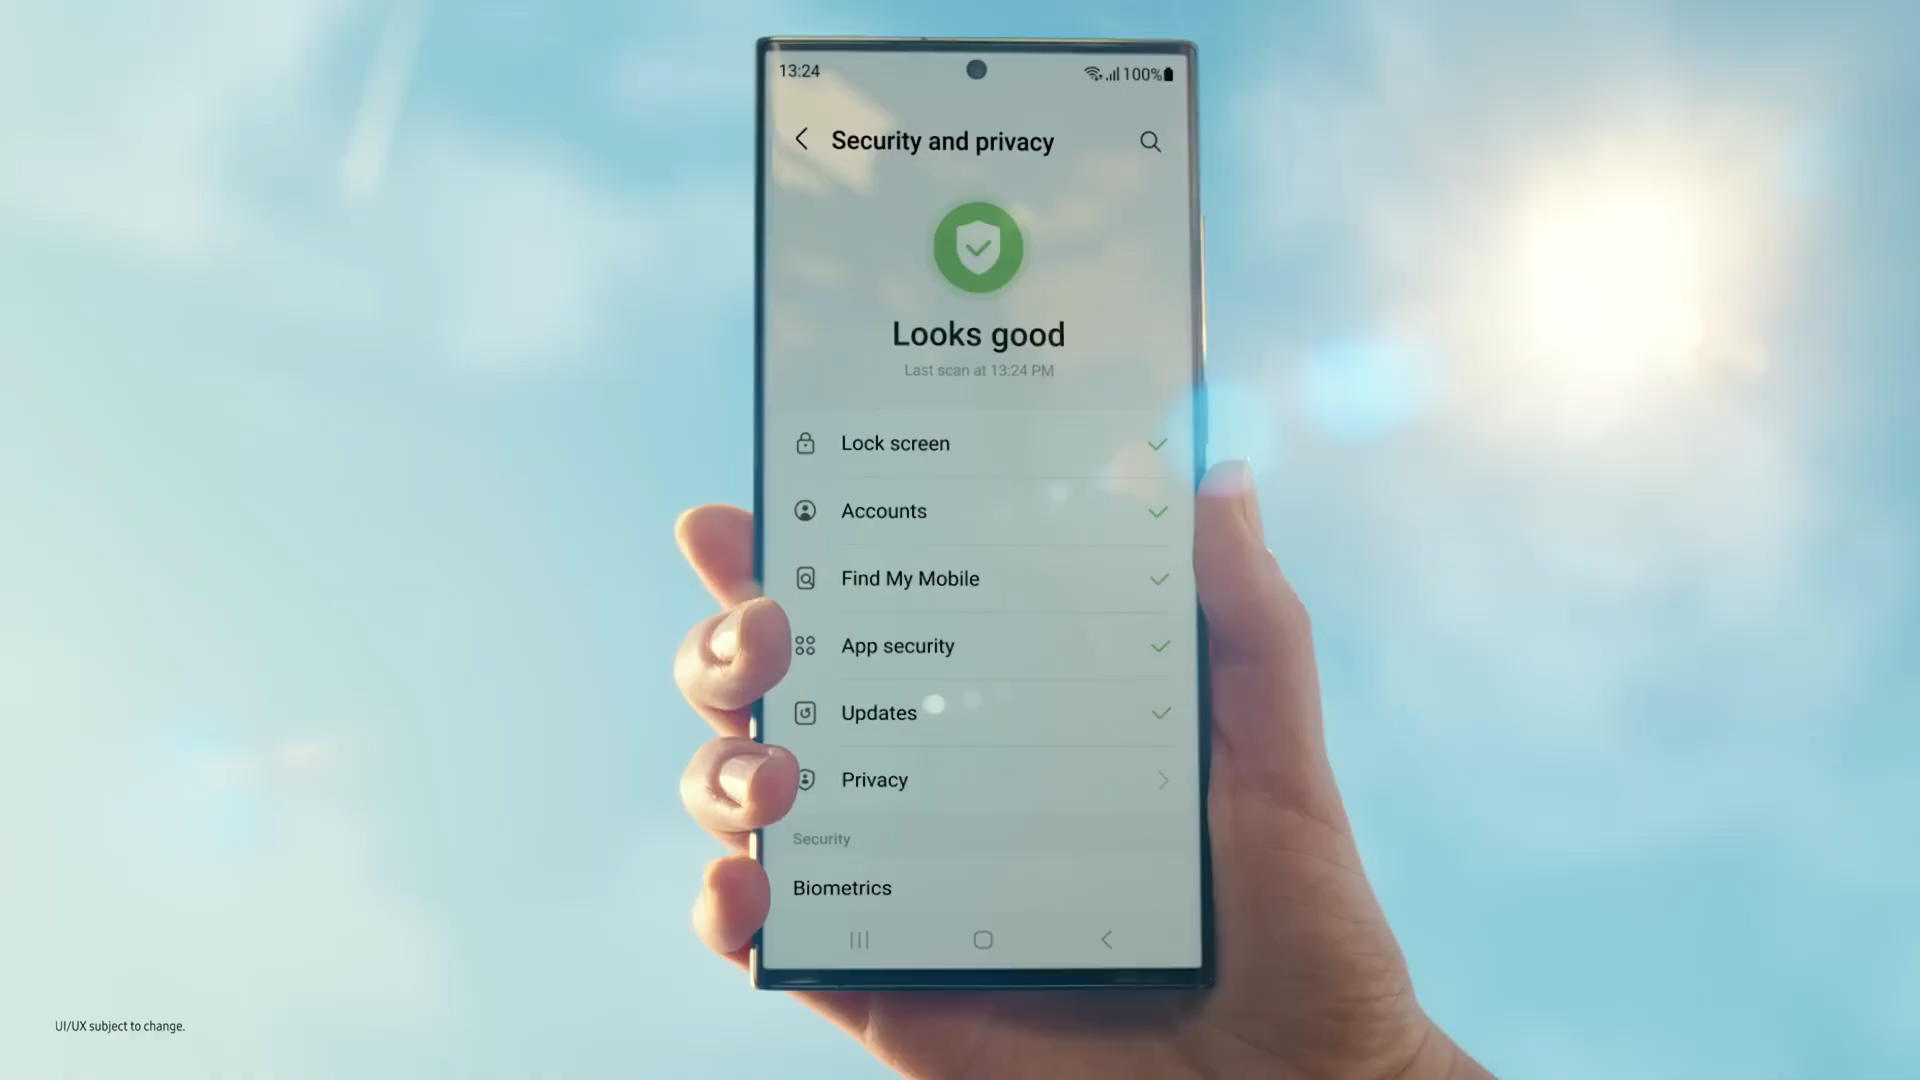 13:24
100%
Security and privacy
Looks good
Last scan at 13:24 PM
Lock screen
Accounts
Find My Mobile
App security
Updates
Privacy
Security
Biometrics
UI/UX subject to change.